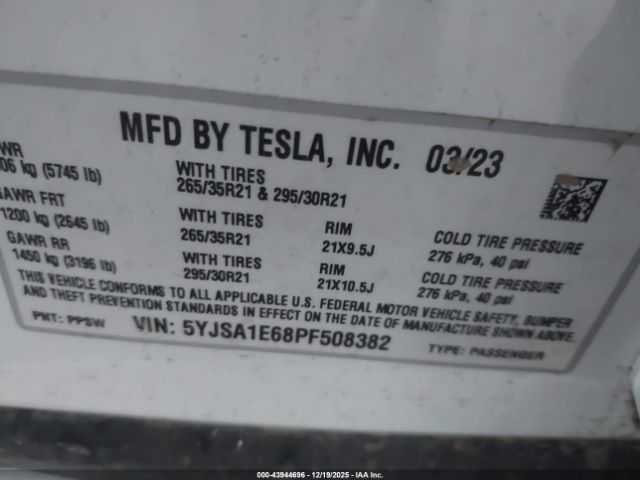 MFD BY TESLA, INC. 03/23
WR
06 kg (5745 lb)
WITH TIRES
265/35R21 & 295/30R21
GAWR FRT
1200 kg (2645 lb)
WITH TIRES
265/35R21
RIM
21X9.5J
COLD TIRE PRESSURE
276 kPa, 40 psi
GAWR RR
1450 kg (3196 lb)
WITH TIRES
295/30R21
RIM
21X10.5J
COLD TIRE PRESSURE
276 kPa, 40 psi
THIS VEHICLE CONFORMS TO ALL APPLICABLE U.S. FEDERAL MOTOR VEHICLE SAFETY, BUMPER
AND THEFT PREVENTION STANDARDS IN EFFECT ON THE DATE OF MANUFACTURE SHOWN ABOVE.
PNT: PPSW VIN: 5YJSA1E68PF508382 TYPE: PASSENGER
00-43944696 • 12/19/2025 • IAA Inc.